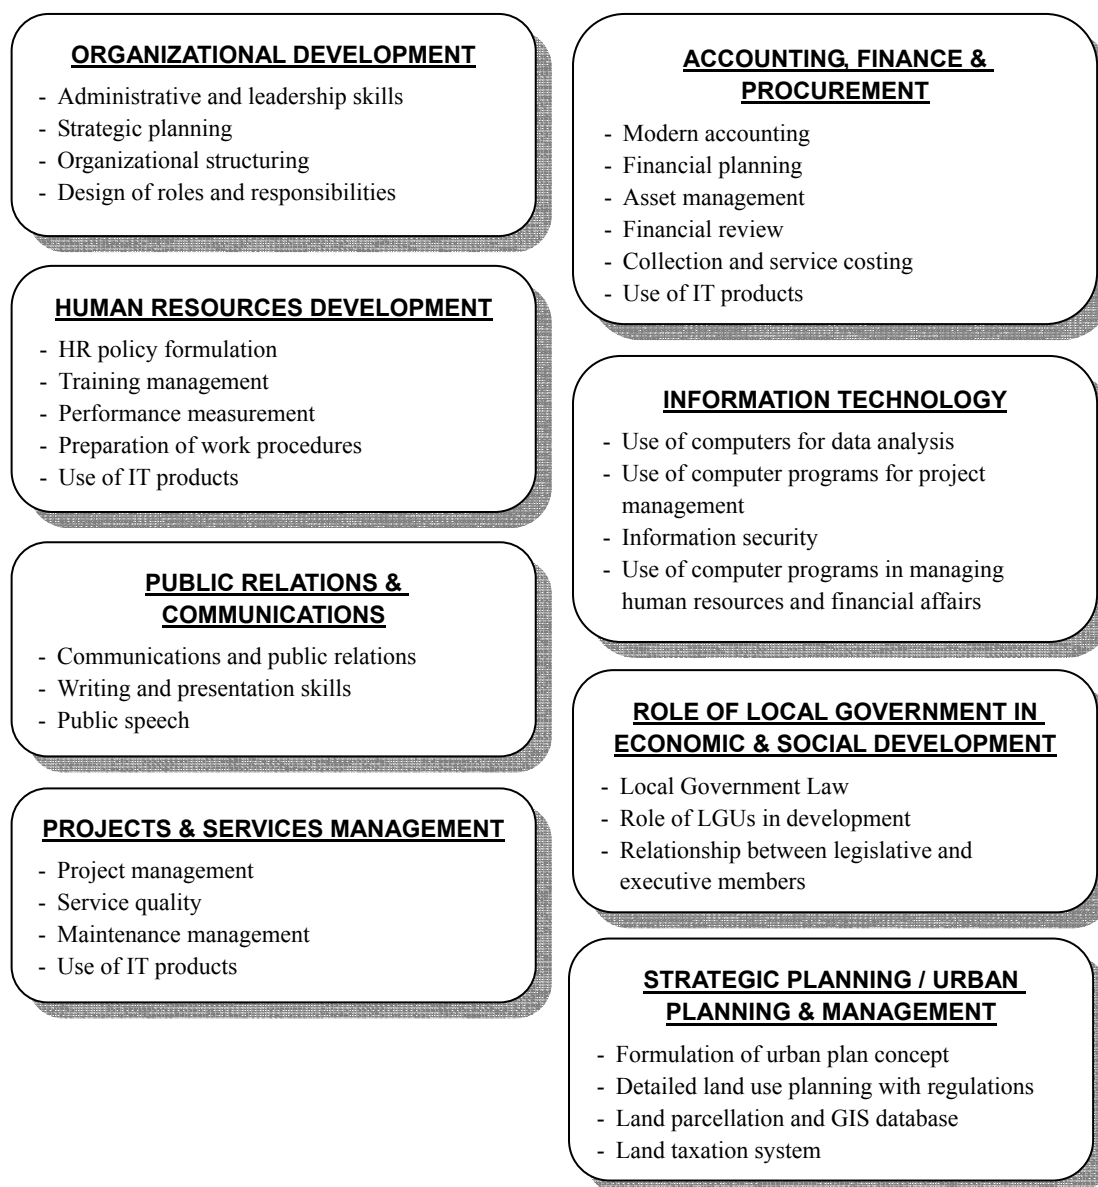 ORGANIZATIONAL DEVELOPMENT
- Administrative and leadership skills
- Strategic planning
- Organizational structuring
- Design of roles and responsibilities
HUMAN RESOURCES DEVELOPMENT
- HR policy formulation
- Training management
- Performance measurement
- Preparation of work procedures
- Use of IT products
PUBLIC RELATIONS &
COMMUNICATIONS
- Communications and public relations
- Writing and presentation skills
- Public speech
PROJECTS & SERVICES MANAGEMENT
- Project management
- Service quality
- Maintenance management
- Use of IT products
ACCOUNTING, FINANCE &
PROCUREMENT
- Modern accounting
- Financial planning
- Asset management
- Financial review
- Collection and service costing
- Use of IT products
INFORMATION TECHNOLOGY
- Use of computers for data analysis
- Use of computer programs for project
management
- Information security
- Use of computer programs in managing
human resources and financial affairs
ROLE OF LOCAL GOVERNMENT IN
ECONOMIC & SOCIAL DEVELOPMENT
- Local Government Law
- Role of LGUs in development
- Relationship between legislative and
executive members
STRATEGIC PLANNING / URBAN
PLANNING & MANAGEMENT
- Formulation of urban plan concept
- Detailed land use planning with regulations
- Land parcellation and GIS database
- Land taxation system